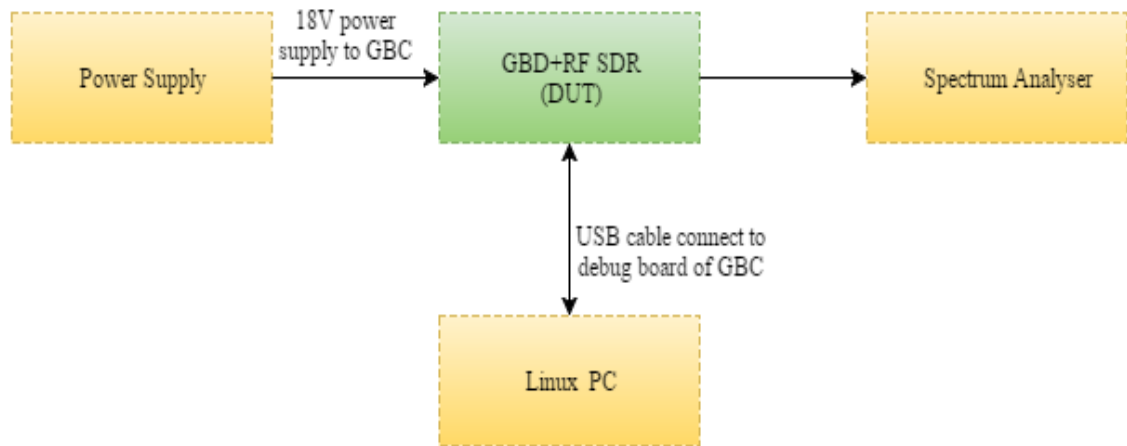 18V power
supply to GBC
Power Supply
GBD+RF SDR
(DUT)
Spectrum Analyser
USB cable connect to
debug board of GBC
Linux PC